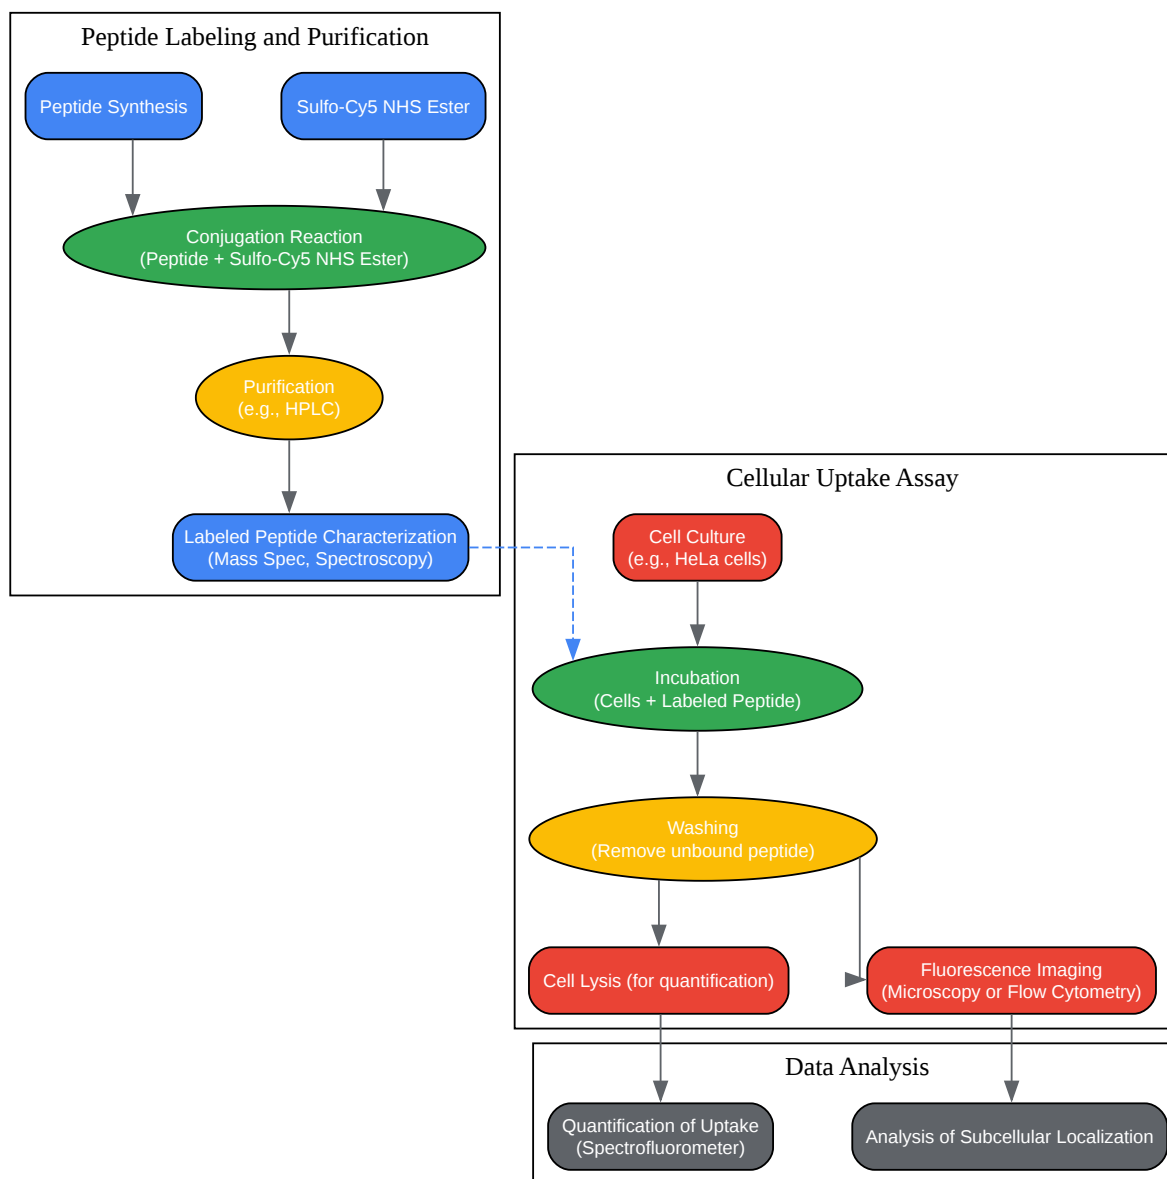 Peptide Labeling and Purification
Peptide Synthesis
Sulfo-Cy5 NHS Ester
Conjugation Reaction
(Peptide + Sulfo-Cy5 NHS Ester)
Purification
(e.g., HPLC)
Labeled Peptide Characterization
(Mass Spec, Spectroscopy)
Cellular Uptake Assay
Cell Culture
(e.g., HeLa cells)
Incubation
(Cells + Labeled Peptide)
Washing
(Remove unbound peptide)
Cell Lysis (for quantification)
Fluorescence Imaging
(Microscopy or Flow Cytometry)
Data Analysis
Quantification of Uptake
(Spectrofluorometer)
Analysis of Subcellular Localization